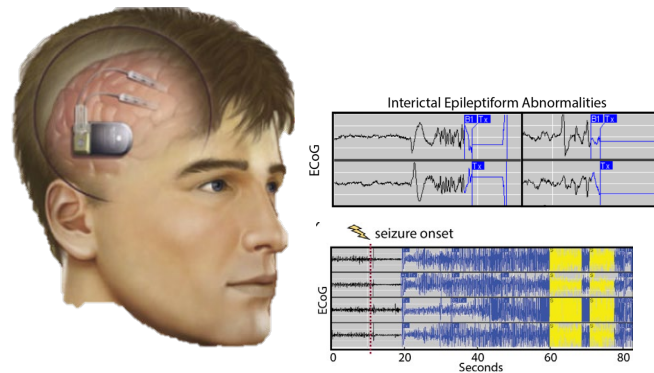 Interictal Epileptiform Abnormalities
B1 Tx B1 Tx
Tx Tx
ECoG
seizure onset
ECoG
0 20 40 60 80
Seconds